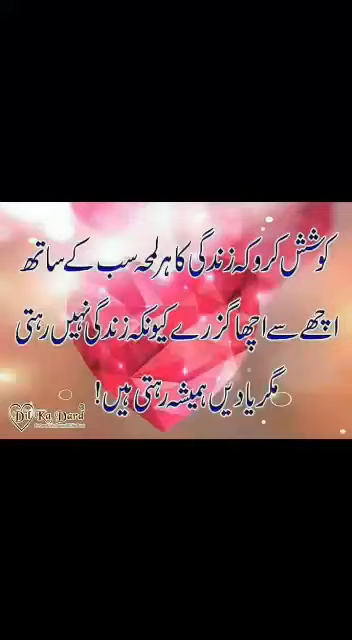 کوشش کرو کہ زندگی کا ہر لمحہ سب کے ساتھ
اچھے سے اچھا گزرے کیونکہ زندگی نہیں رہتی
مگر یادیں ہمیشہ رہتی ہیں!
Dil Ka Dard